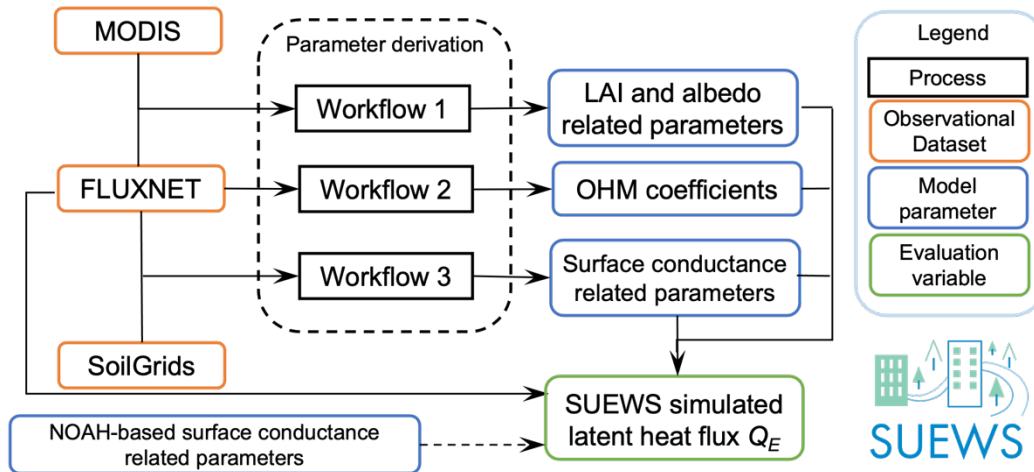 MODIS
Parameter derivation
Workflow 1
LAI and albedo
related parameters
FLUXNET
Workflow 2
OHM coefficients
Workflow 3
Surface conductance
related parameters
SoilGrids
NOAH-based surface conductance
related parameters
SUEWS simulated
latent heat flux Q_E
Legend
Process
Observational
Dataset
Model
parameter
Evaluation
variable
SUEWS